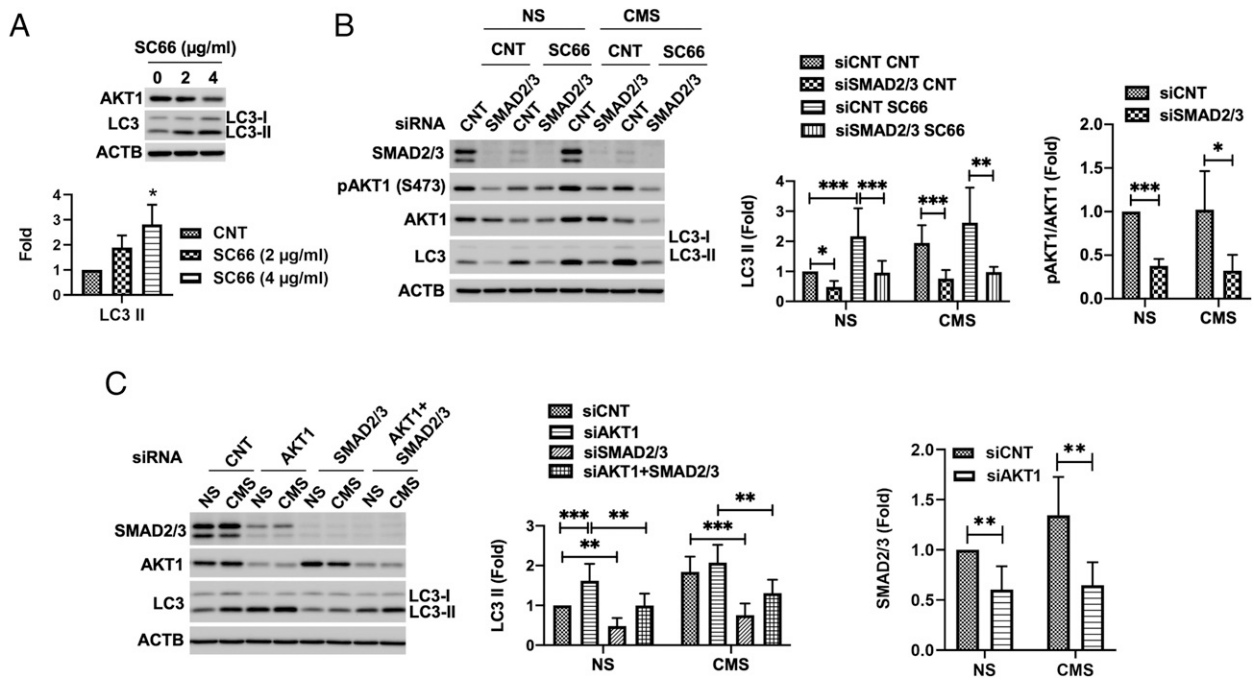 A
SC66 (µg/ml)
0 2 4
AKT1
LC3
LC3-I
LC3-II
ACTB
Fold
4
3
2
1
0
*
LC3 II
CNT
SC66 (2 µg/ml)
SC66 (4 µg/ml)
B
NS CMS
CNT SC66 CNT SC66
siRNA
CNT SMAD2/3 CNT SMAD2/3 CNT SMAD2/3 CNT SMAD2/3
SMAD2/3
pAKT1 (S473)
AKT1
LC3
LC3-I
LC3-II
ACTB
siCNT CNT
siSMAD2/3 CNT
siCNT SC66
siSMAD2/3 SC66
LC3 II (Fold)
4
3
2
1
0
*** *** * *** **
NS CMS
siCNT
siSMAD2/3
pAKT1/AKT1 (Fold)
2.0
1.5
1.0
0.5
0.0
*** *
NS CMS
C
siRNA
CNT AKT1 SMAD2/3 AKT1+
SMAD2/3
NS CMS NS CMS NS CMS NS CMS
SMAD2/3
AKT1
LC3
LC3-I
LC3-II
ACTB
siCNT
siAKT1
siSMAD2/3
siAKT1+SMAD2/3
LC3 II (Fold)
3
2
1
0
*** ** ** *** **
NS CMS
siCNT
siAKT1
SMAD2/3 (Fold)
2.0
1.5
1.0
0.5
0.0
** **
NS CMS